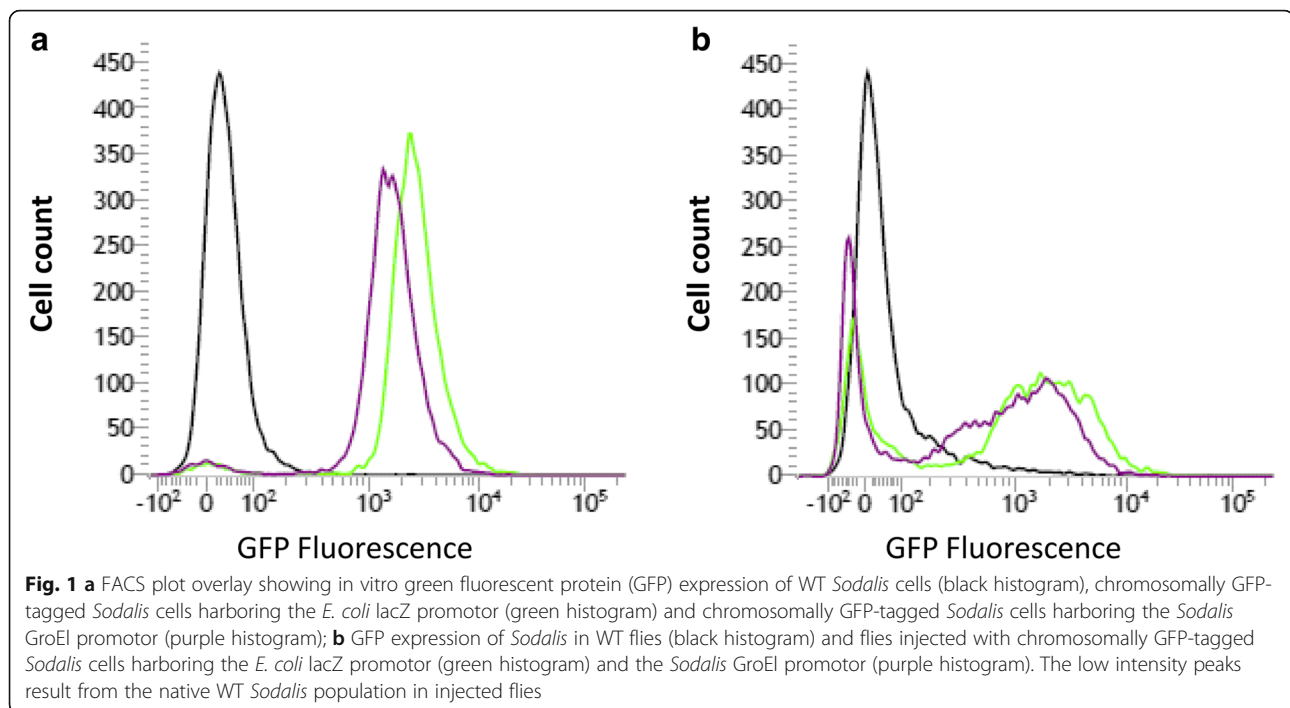 a
450
400
350
300
250
200
150
100
50
0
Cell count
-10² 0 10² 10³ 10⁴ 10⁵
GFP Fluorescence
b
450
400
350
300
250
200
150
100
50
0
Cell count
-10² 0 10² 10³ 10⁴ 10⁵
GFP Fluorescence
Fig. 1 a FACS plot overlay showing in vitro green fluorescent protein (GFP) expression of WT Sodalis cells (black histogram), chromosomally GFP-
tagged Sodalis cells harboring the E. coli lacZ promotor (green histogram) and chromosomally GFP-tagged Sodalis cells harboring the Sodalis
GroEl promotor (purple histogram); b GFP expression of Sodalis in WT flies (black histogram) and flies injected with chromosomally GFP-tagged
Sodalis cells harboring the E. coli lacZ promotor (green histogram) and the Sodalis GroEl promotor (purple histogram). The low intensity peaks
result from the native WT Sodalis population in injected flies